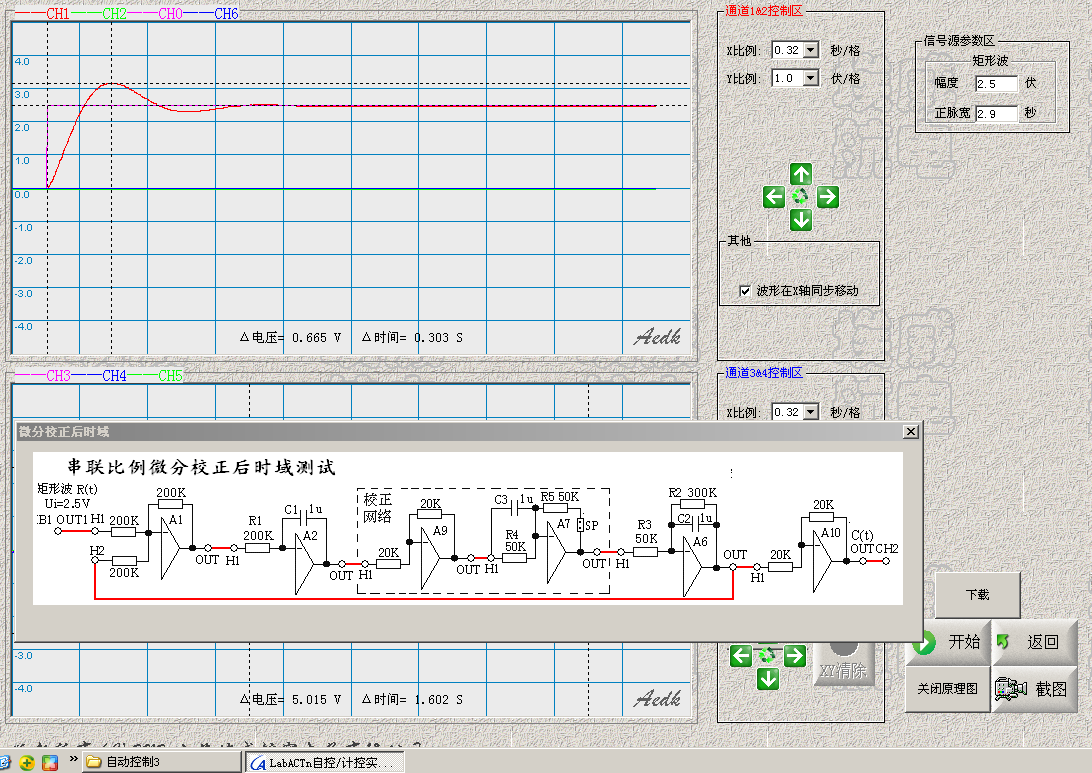 CH1 CH2 CH0 CH6
4.0
3.0
2.0
1.0
0.0
-1.0
-2.0
-3.0
-4.0
△电压= 0.665 V △时间= 0.303 S
Aedk
通道1&2控制区
X比例: 0.32 秒/格
Y比例: 1.0 伏/格
其他
波形在X轴同步移动
信号源参数区
矩形波
幅度 2.5 伏
正脉宽 2.9 秒
CH3 CH4 CH5
通道3&4控制区
X比例: 0.32 秒/格
微分校正后时域
串联比例微分校正后时域测试
矩形波 R(t)
Ui=2.5V
B1 OUT1 H1 200K
200K
A1
H2
200K
OUT H1
R1
200K
C1 1u
A2
OUT H1
校正
网络
20K
20K
A9
OUT H1
C3 1u
R4
50K
R5 50K
A7
SP
OUT H1
R3
50K
R2 300K
C2 1u
A6
OUT
H1
20K
20K
A10
C(t)
OUT CH2
-3.0
-4.0
△电压= 5.015 V △时间= 1.602 S
Aedk
XY清除
下载
开始
返回
关闭原理图
截图
自动控制3
LabACTn自控/计控实...